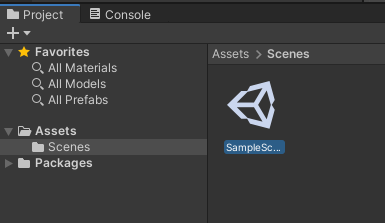 Project Console
Favorites
All Materials
All Models
All Prefabs
Assets
Scenes
Packages
Assets > Scenes
SampleSc...